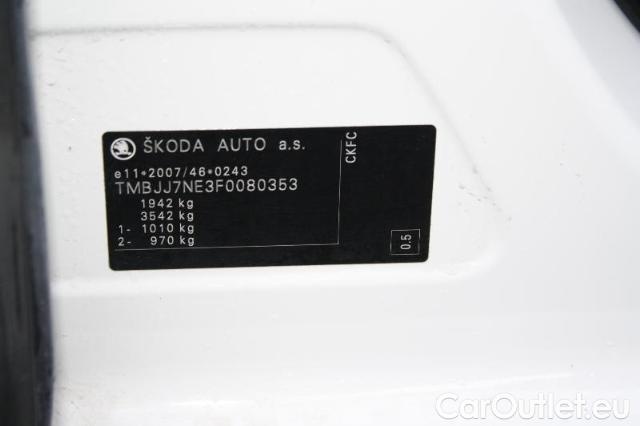 ŠKODA AUTO a.s.
e11*2007/46*0243
TMBJJ7NE3F0080353
1942 kg
3542 kg
1- 1010 kg
2- 970 kg
CKFC
0.5
CarOutlet.eu